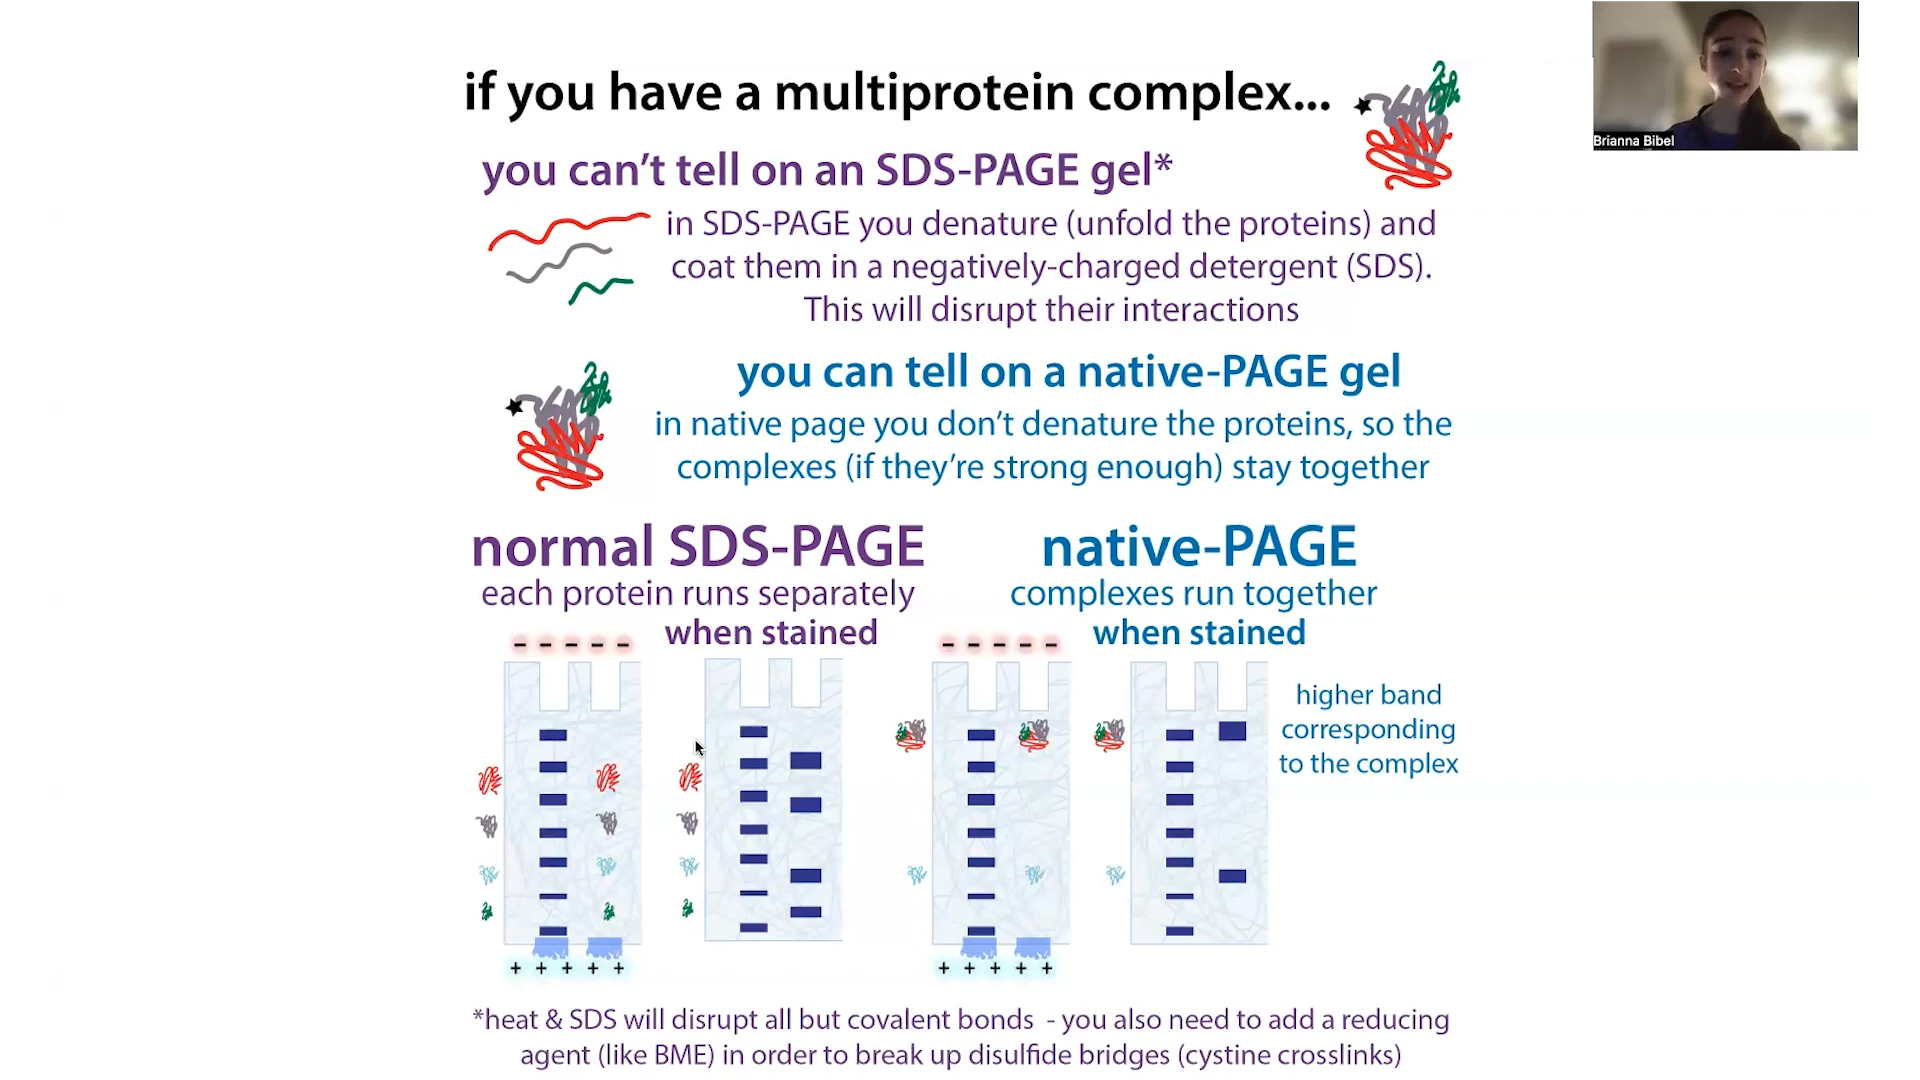 if you have a multiprotein complex...
Brianna Bibel
you can't tell on an SDS-PAGE gel*
in SDS-PAGE you denature (unfold the proteins) and
coat them in a negatively-charged detergent (SDS).
This will disrupt their interactions
you can tell on a native-PAGE gel
in native page you don't denature the proteins, so the
complexes (if they're strong enough) stay together
normal SDS-PAGE
each protein runs separately
when stained
- - - - -
+ + + + +
native-PAGE
complexes run together
when stained
- - - - -
+ + + + +
higher band
corresponding
to the complex
*heat & SDS will disrupt all but covalent bonds - you also need to add a reducing
agent (like BME) in order to break up disulfide bridges (cystine crosslinks)